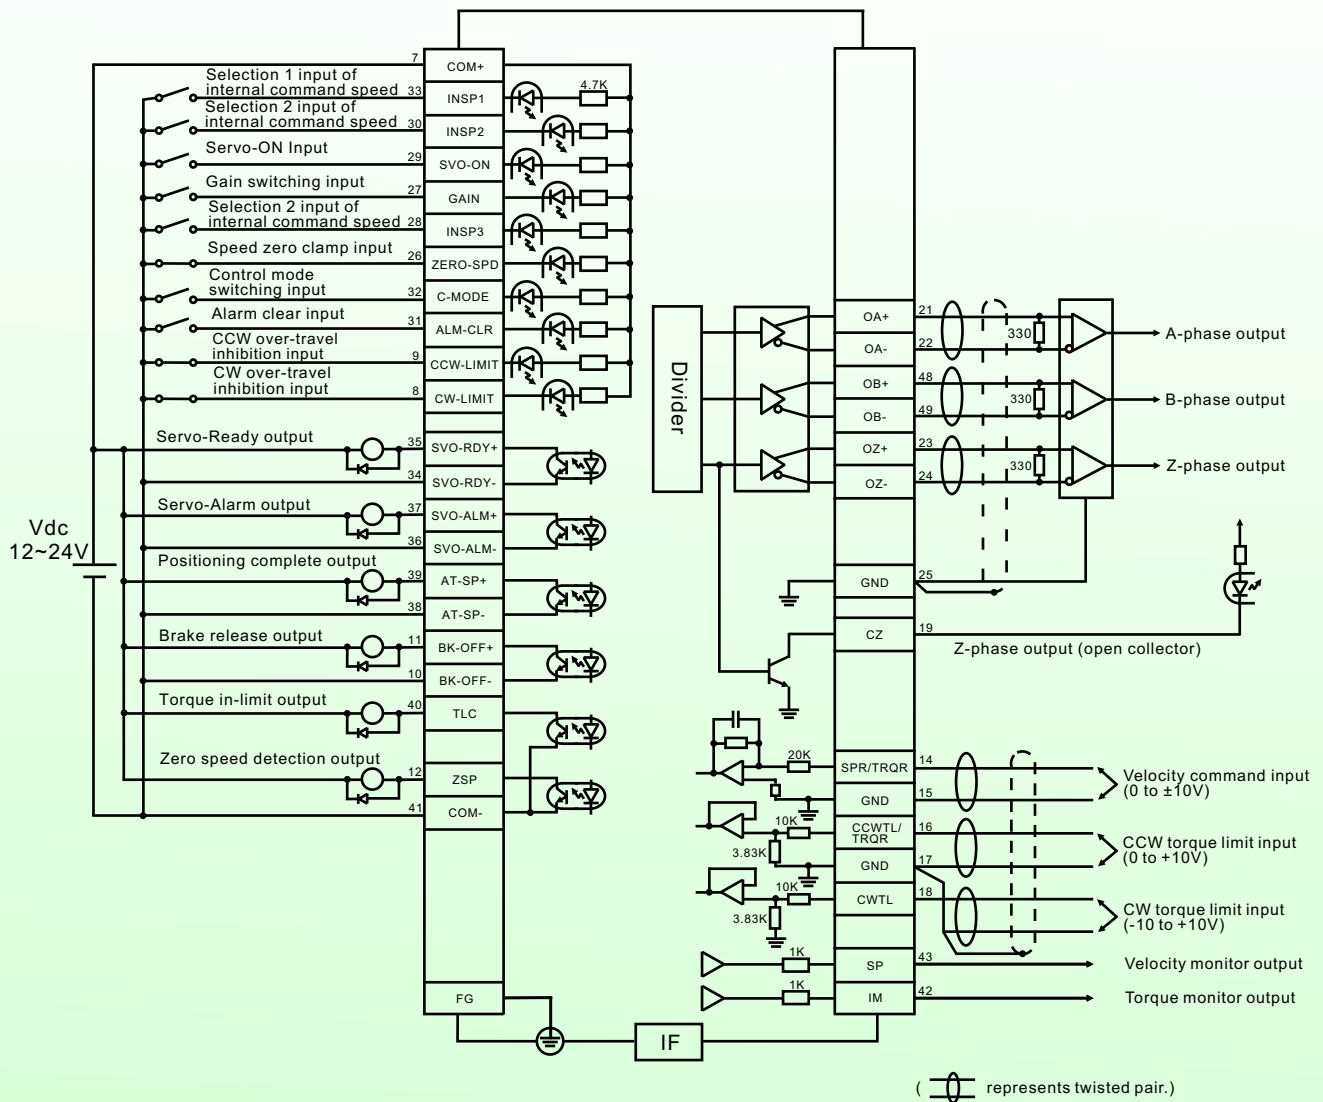 7
COM+
Selection 1 input of
internal command speed 33
INSP1
4.7K
Selection 2 input of
internal command speed 30
INSP2
Servo-ON Input 29
SVO-ON
Gain switching input 27
GAIN
Selection 2 input of
internal command speed 28
INSP3
Speed zero clamp input 26
ZERO-SPD
Control mode
switching input 32
C-MODE
Alarm clear input 31
ALM-CLR
CCW over-travel
inhibition input 9
CCW-LIMIT
CW over-travel
inhibition input 8
CW-LIMIT
Servo-Ready output 35
SVO-RDY+
34
SVO-RDY-
Servo-Alarm output 37
SVO-ALM+
36
SVO-ALM-
Vdc
12~24V
Positioning complete output 39
AT-SP+
38
AT-SP-
Brake release output 11
BK-OFF+
10
BK-OFF-
Torque in-limit output 40
TLC
Zero speed detection output 12
ZSP
41
COM-
FG
IF
Divider
OA+
21
330
A-phase output
OA-
22
OB+
48
330
B-phase output
OB-
49
OZ+
23
330
Z-phase output
OZ-
24
GND
25
CZ
19
Z-phase output (open collector)
20K
SPR/TRQR
14
Velocity command input
(0 to ±10V)
GND
15
10K
CCWTL/
TRQR
16
CCW torque limit input
(0 to +10V)
3.83K
GND
17
10K
CWTL
18
CW torque limit input
(-10 to +10V)
3.83K
1K
SP
43
Velocity monitor output
1K
IM
42
Torque monitor output
( represents twisted pair.)